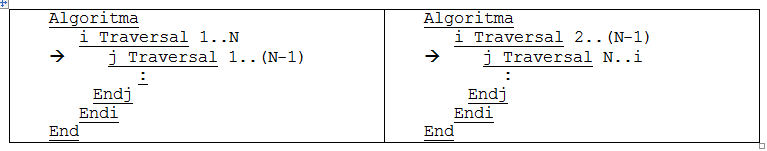 Algoritma
i Traversal 1..N
→ j Traversal 1..(N-1)
:
Endj
Endi
End
Algoritma
i Traversal 2..(N-1)
→ j Traversal N..i
:
Endj
Endi
End